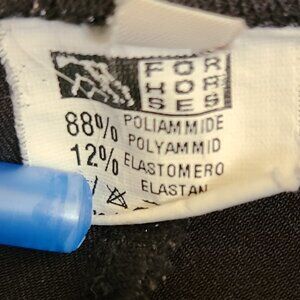 FOR
HOR
SES
88% POLIAMMIDE
POLYAMMID
12% ELASTOMERO
ELASTAN